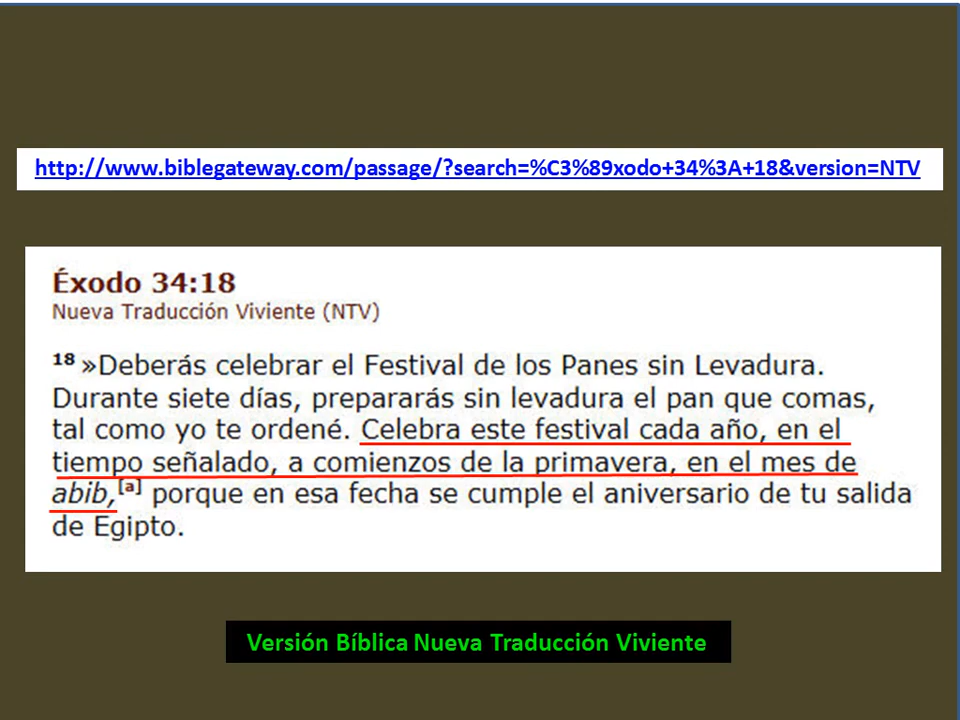 http://www.biblegateway.com/passage/?search=%C3%89xodo+34%3A+18&version=NTV
Éxodo 34:18
Nueva Traducción Viviente (NTV)
18 »Deberás celebrar el Festival de los Panes sin Levadura.
Durante siete días, prepararás sin levadura el pan que comas,
tal como yo te ordené. Celebra este festival cada año, en el
tiempo señalado, a comienzos de la primavera, en el mes de
abib,[a] porque en esa fecha se cumple el aniversario de tu salida
de Egipto.
Versión Bíblica Nueva Traducción Viviente